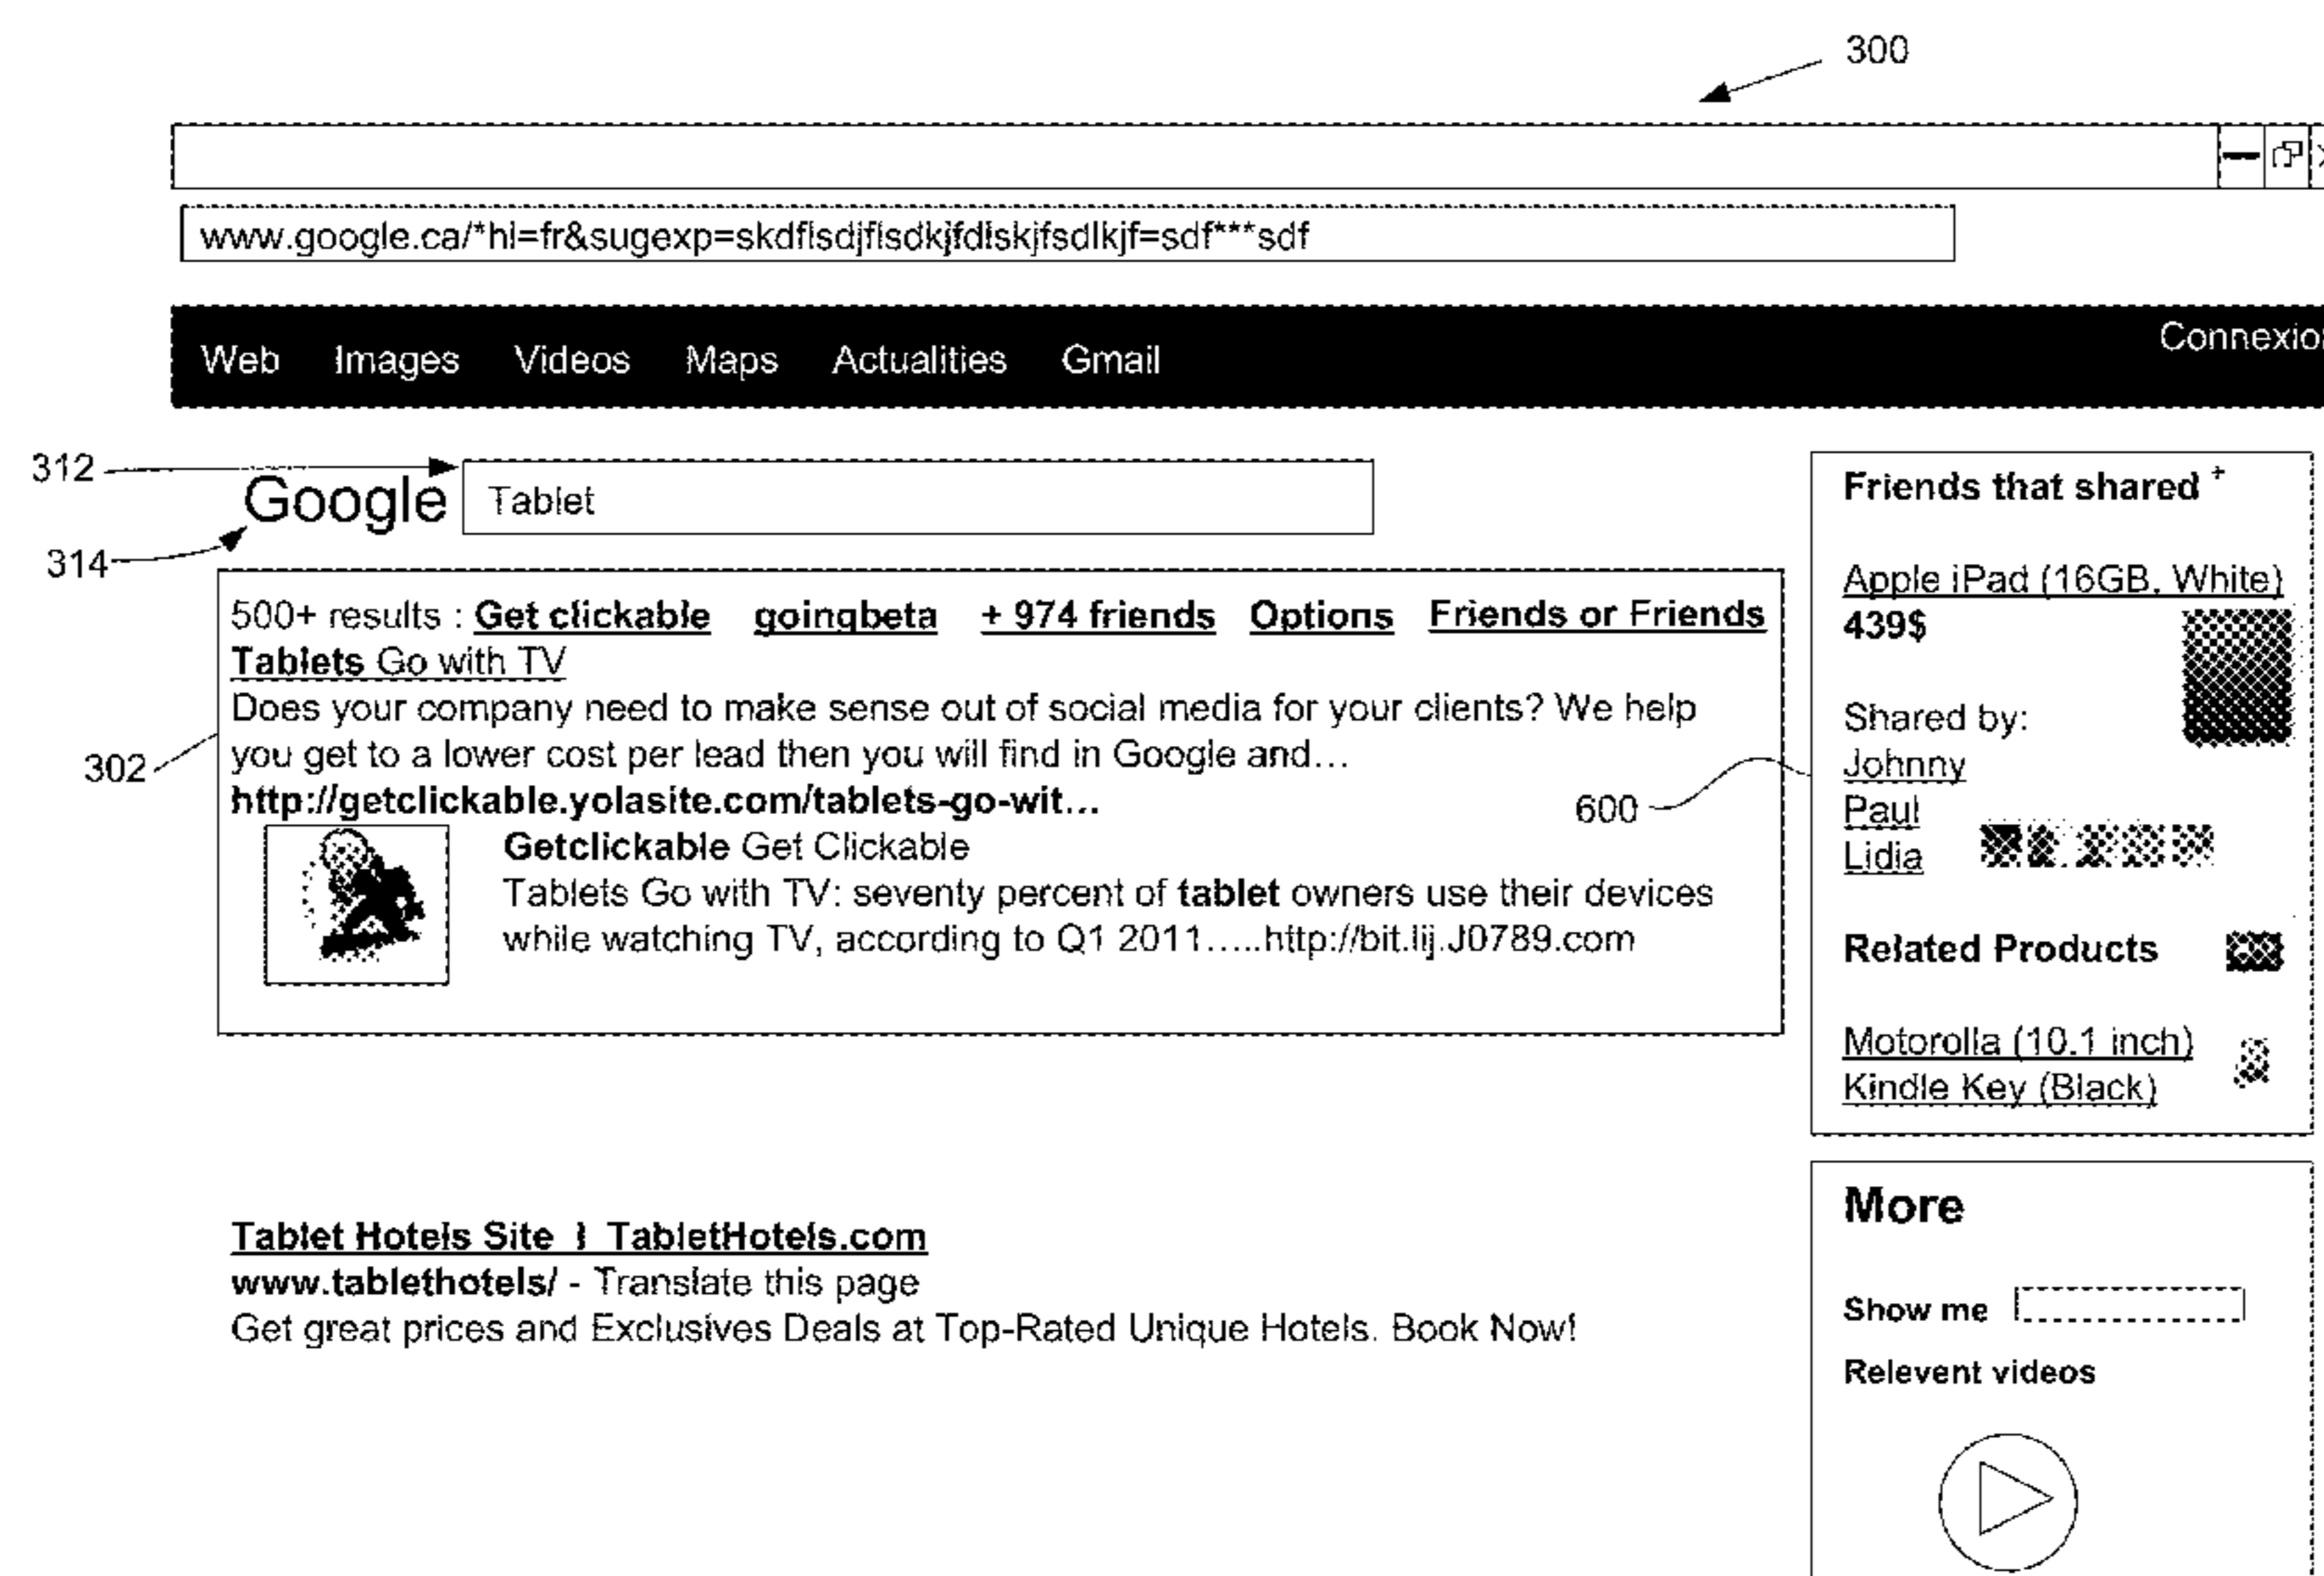 300
www.google.ca/*hl=fr&sugexp=skdflsdjflsdkjfdlskjfsdlkjf=sdf***sdf
Web Images Videos Maps Actualities Gmail Connexion
312
Google Tablet
314
500+ results : Get clickable goingbeta + 974 friends Options Friends or Friends
Tablets Go with TV
Does your company need to make sense out of social media for your clients? We help
you get to a lower cost per lead then you will find in Google and...
http://getclickable.yolasite.com/tablets-go-wit...
302
Getclickable Get Clickable
Tablets Go with TV: seventy percent of tablet owners use their devices
while watching TV, according to Q1 2011.....http://bit.lij.J0789.com
Friends that shared +
Apple iPad (16GB, White)
439$
Shared by:
Johnny
600
Paul
Lidia
Related Products
Motorolla (10.1 inch)
Kindle Key (Black)
Tablet Hotels Site | TabletHotels.com
www.tablethotels/ - Translate this page
Get great prices and Exclusives Deals at Top-Rated Unique Hotels. Book Now!
More
Show me
Relevent videos